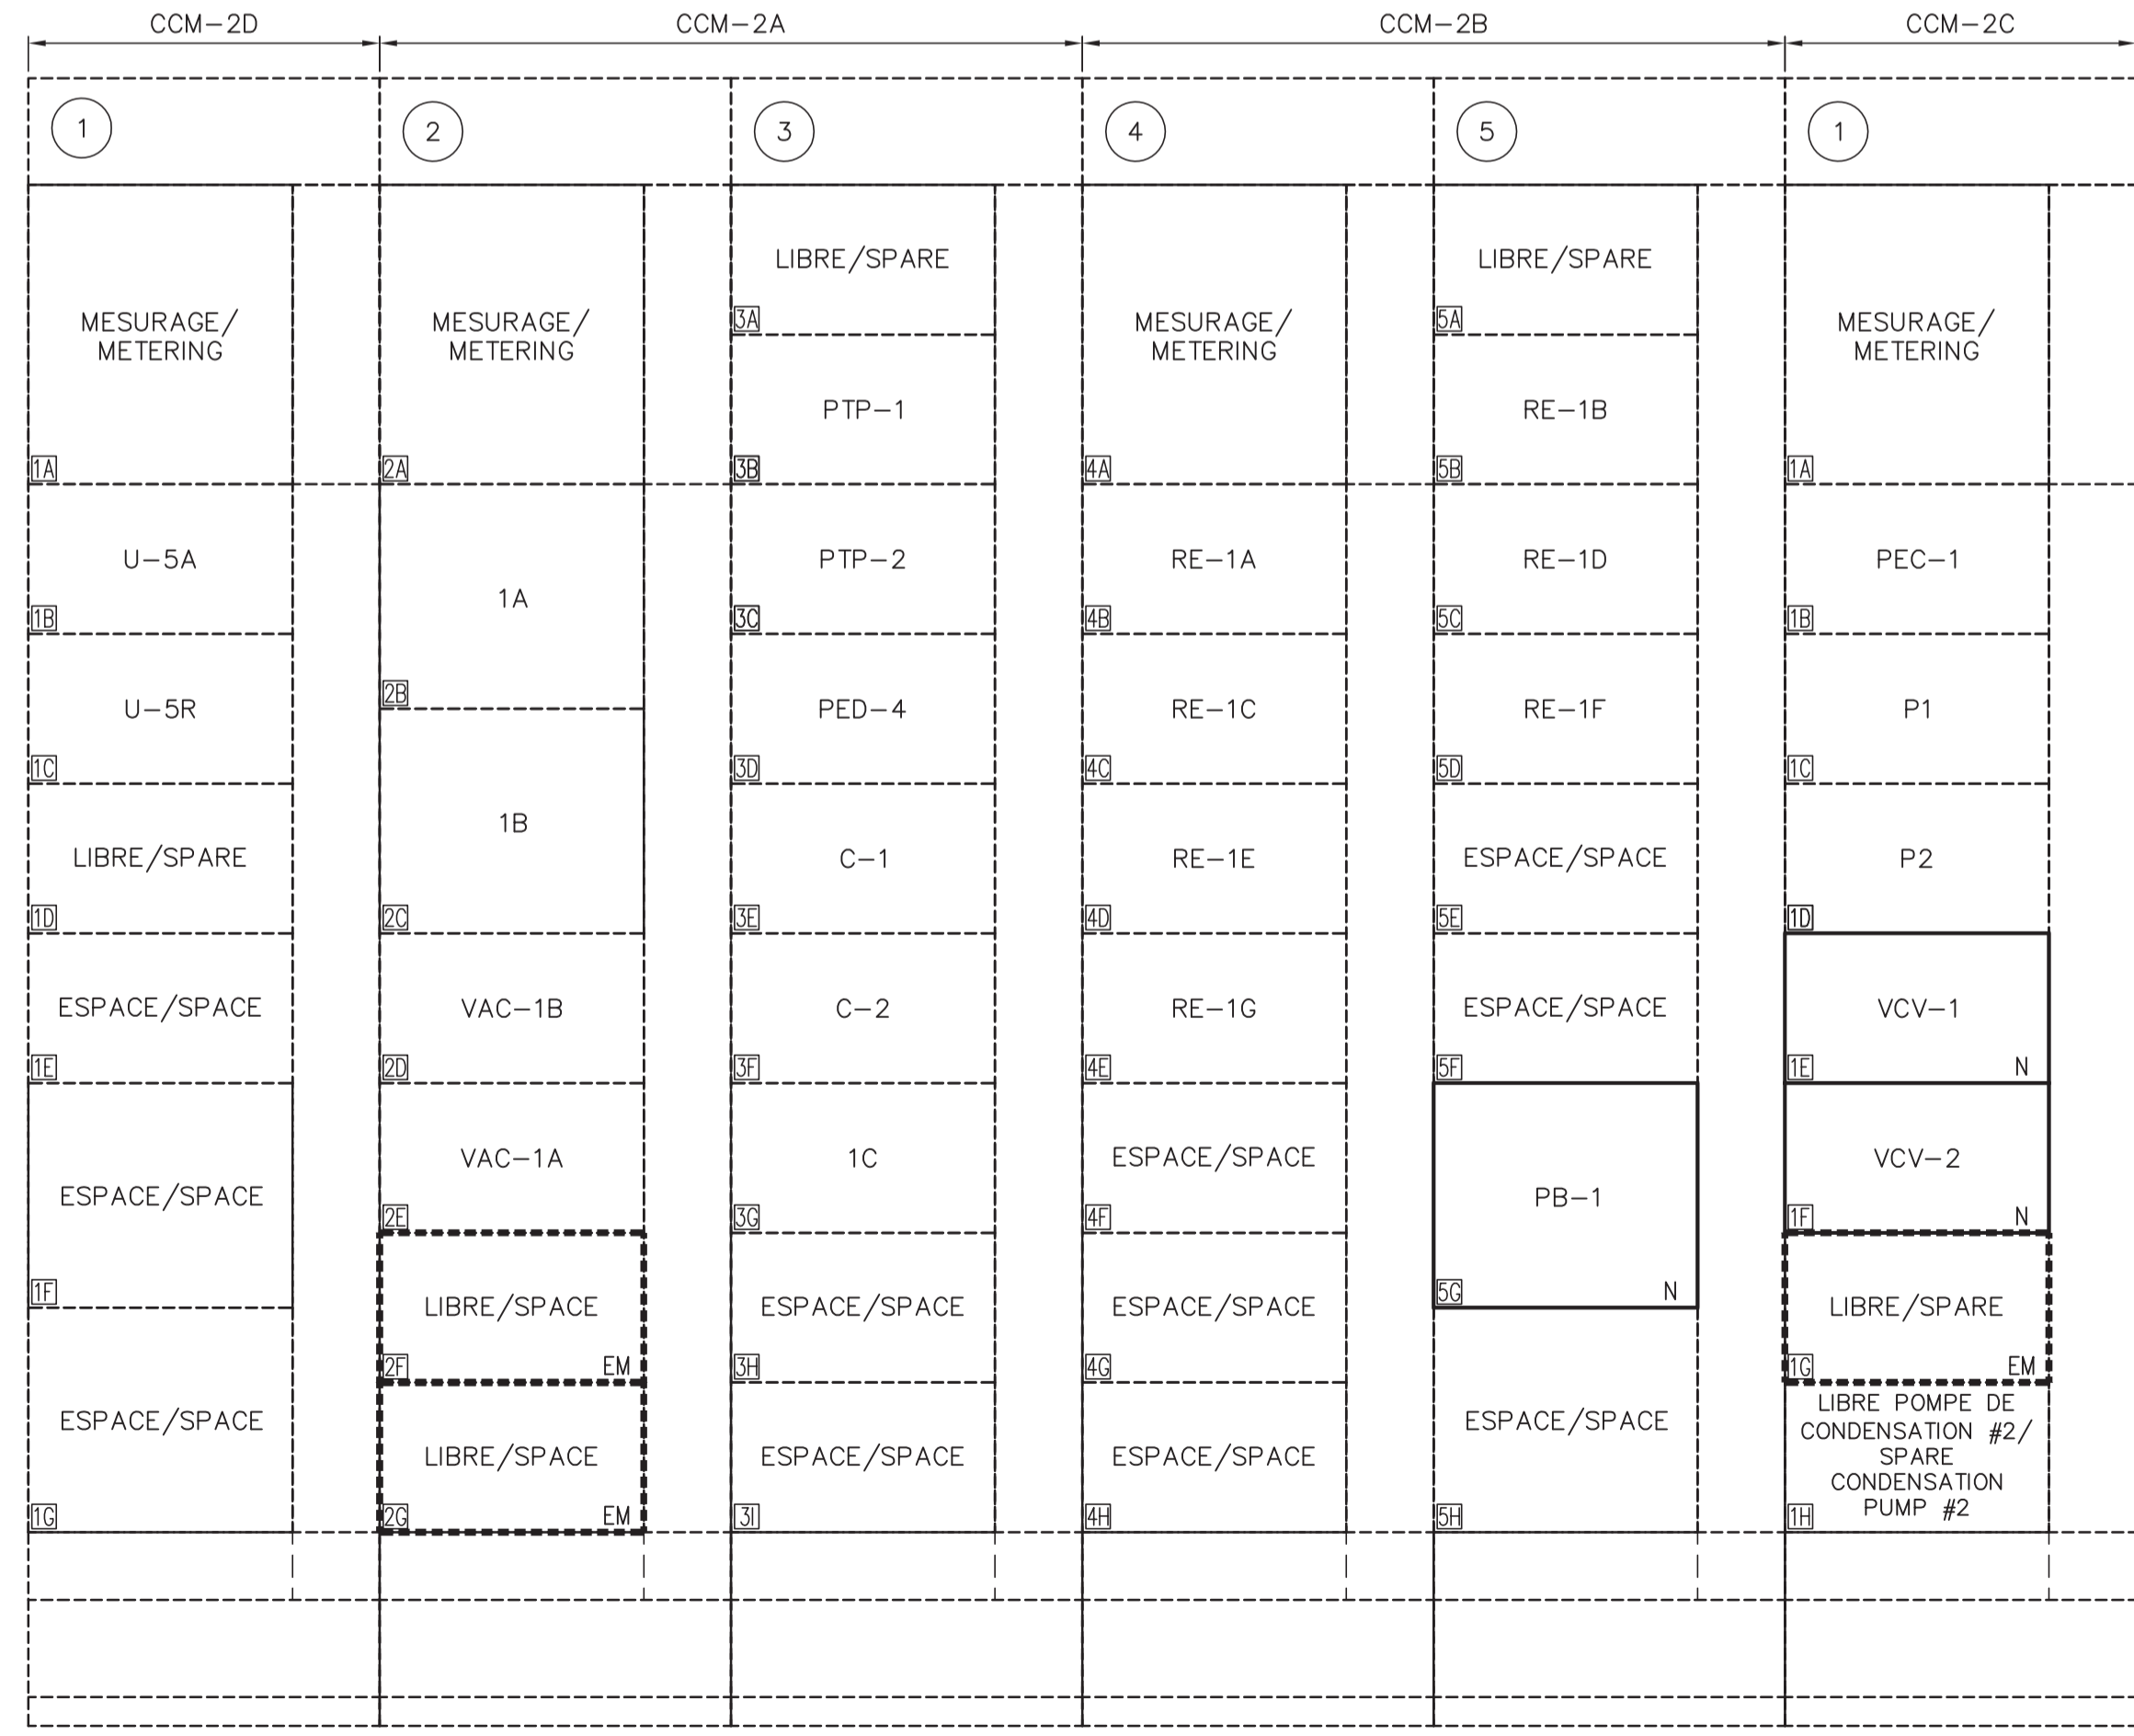 CCM-2D
CCM-2A
CCM-2B
CCM-2C
1
2
3
4
5
1
MESURAGE/
METERING
1A
U-5A
1B
U-5R
1C
LIBRE/SPARE
1D
ESPACE/SPACE
1E
ESPACE/SPACE
1F
ESPACE/SPACE
1G
MESURAGE/
METERING
2A
1A
2B
1B
2C
VAC-1B
2D
VAC-1A
2E
LIBRE/SPACE
2F EM
LIBRE/SPACE
2G EM
LIBRE/SPARE
3A
PTP-1
3B
PTP-2
3C
PED-4
3D
C-1
3E
C-2
3F
1C
3G
ESPACE/SPACE
3H
ESPACE/SPACE
3I
MESURAGE/
METERING
4A
RE-1A
4B
RE-1C
4C
RE-1E
4D
RE-1G
4E
ESPACE/SPACE
4F
ESPACE/SPACE
4G
ESPACE/SPACE
4H
LIBRE/SPARE
5A
RE-1B
5B
RE-1D
5C
RE-1F
5D
ESPACE/SPACE
5E
ESPACE/SPACE
5F
PB-1
5G N
ESPACE/SPACE
5H
MESURAGE/
METERING
1A
PEC-1
1B
P1
1C
P2
1D
VCV-1
1E N
VCV-2
1F N
LIBRE/SPARE
1G EM
LIBRE POMPE DE
CONDENSATION #2/
SPARE
CONDENSATION
PUMP #2
1H